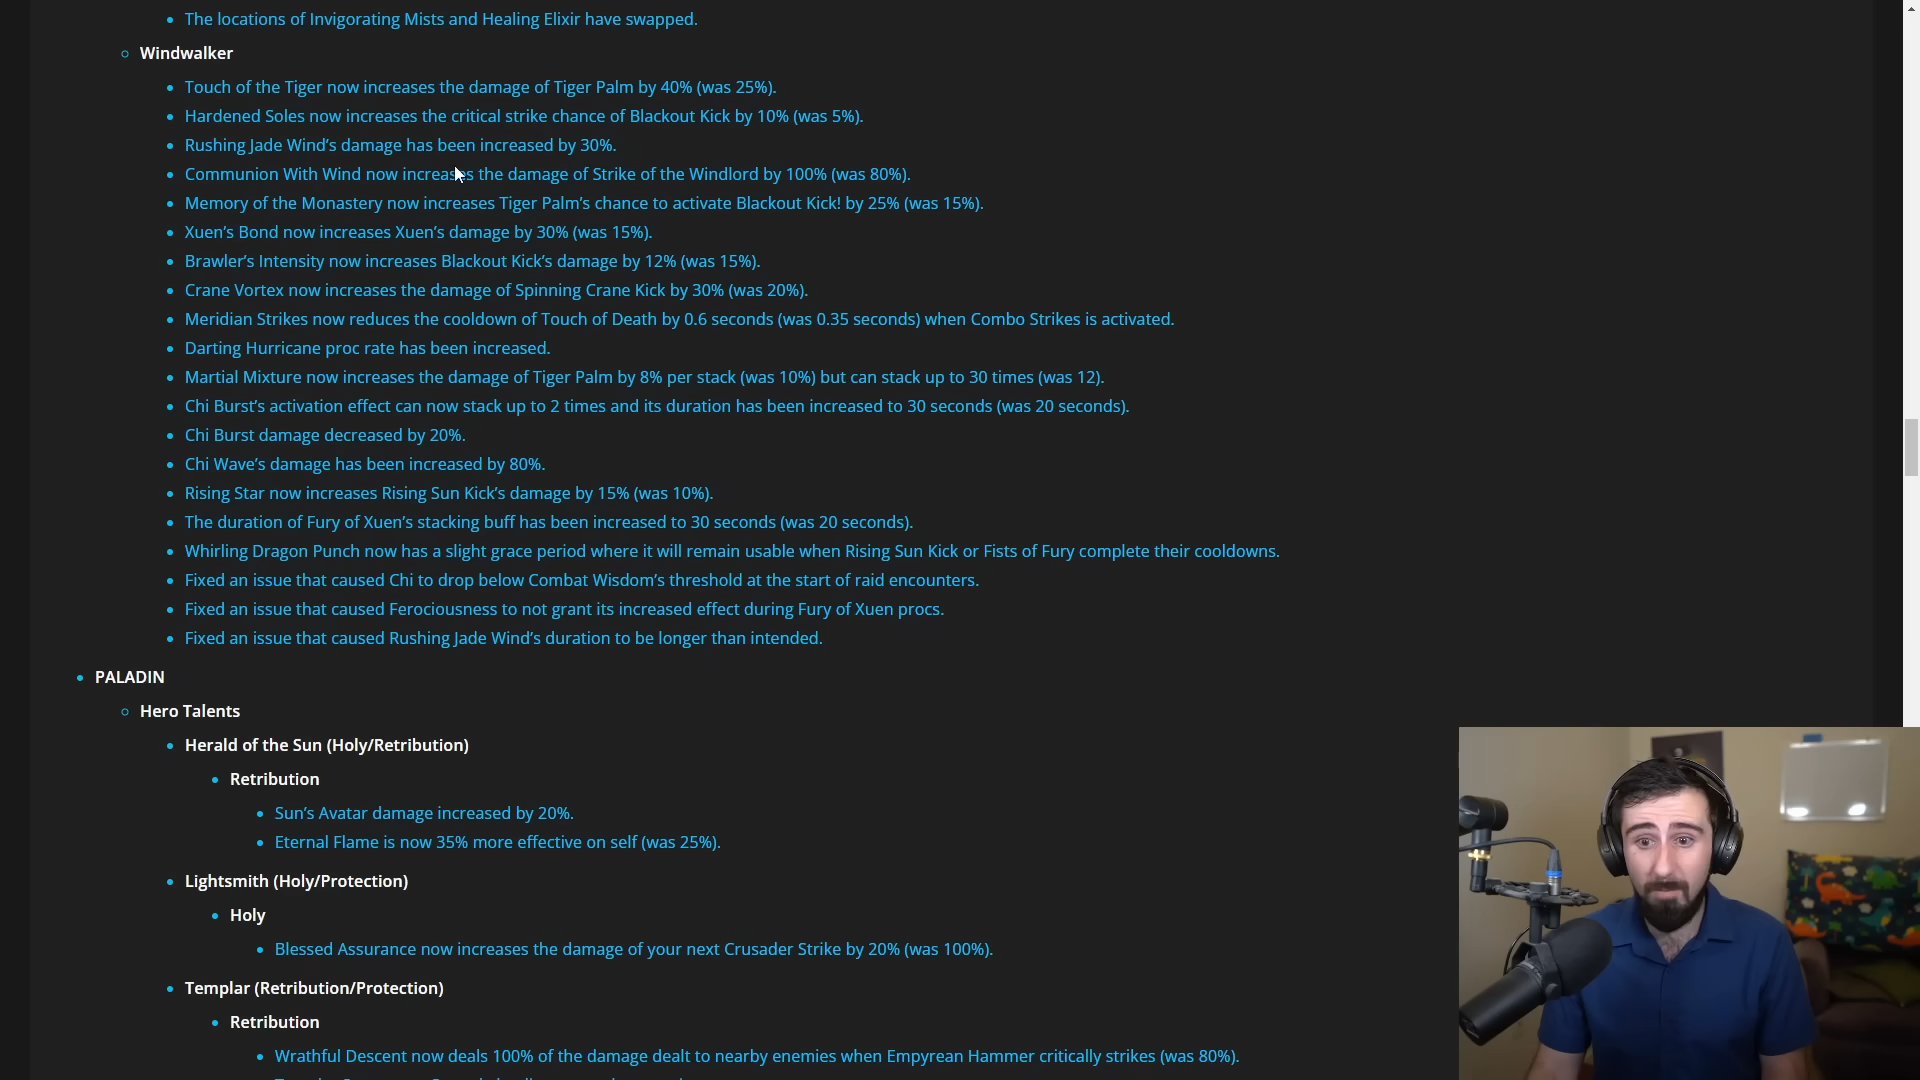 The locations of Invigorating Mists and Healing Elixir have swapped.
Windwalker
Touch of the Tiger now increases the damage of Tiger Palm by 40% (was 25%).
Hardened Soles now increases the critical strike chance of Blackout Kick by 10% (was 5%).
Rushing Jade Wind’s damage has been increased by 30%.
Communion With Wind now increases the damage of Strike of the Windlord by 100% (was 80%).
Memory of the Monastery now increases Tiger Palm’s chance to activate Blackout Kick! by 25% (was 15%).
Xuen’s Bond now increases Xuen’s damage by 30% (was 15%).
Brawler’s Intensity now increases Blackout Kick’s damage by 12% (was 15%).
Crane Vortex now increases the damage of Spinning Crane Kick by 30% (was 20%).
Meridian Strikes now reduces the cooldown of Touch of Death by 0.6 seconds (was 0.35 seconds) when Combo Strikes is activated.
Darting Hurricane proc rate has been increased.
Martial Mixture now increases the damage of Tiger Palm by 8% per stack (was 10%) but can stack up to 30 times (was 12).
Chi Burst’s activation effect can now stack up to 2 times and its duration has been increased to 30 seconds (was 20 seconds).
Chi Burst damage decreased by 20%.
Chi Wave’s damage has been increased by 80%.
Rising Star now increases Rising Sun Kick’s damage by 15% (was 10%).
The duration of Fury of Xuen’s stacking buff has been increased to 30 seconds (was 20 seconds).
Whirling Dragon Punch now has a slight grace period where it will remain usable when Rising Sun Kick or Fists of Fury complete their cooldowns.
Fixed an issue that caused Chi to drop below Combat Wisdom’s threshold at the start of raid encounters.
Fixed an issue that caused Ferociousness to not grant its increased effect during Fury of Xuen procs.
Fixed an issue that caused Rushing Jade Wind’s duration to be longer than intended.
PALADIN
Hero Talents
Herald of the Sun (Holy/Retribution)
Retribution
Sun’s Avatar damage increased by 20%.
Eternal Flame is now 35% more effective on self (was 25%).
Lightsmith (Holy/Protection)
Holy
Blessed Assurance now increases the damage of your next Crusader Strike by 20% (was 100%).
Templar (Retribution/Protection)
Retribution
Wrathful Descent now deals 100% of the damage dealt to nearby enemies when Empyrean Hammer critically strikes (was 80%).